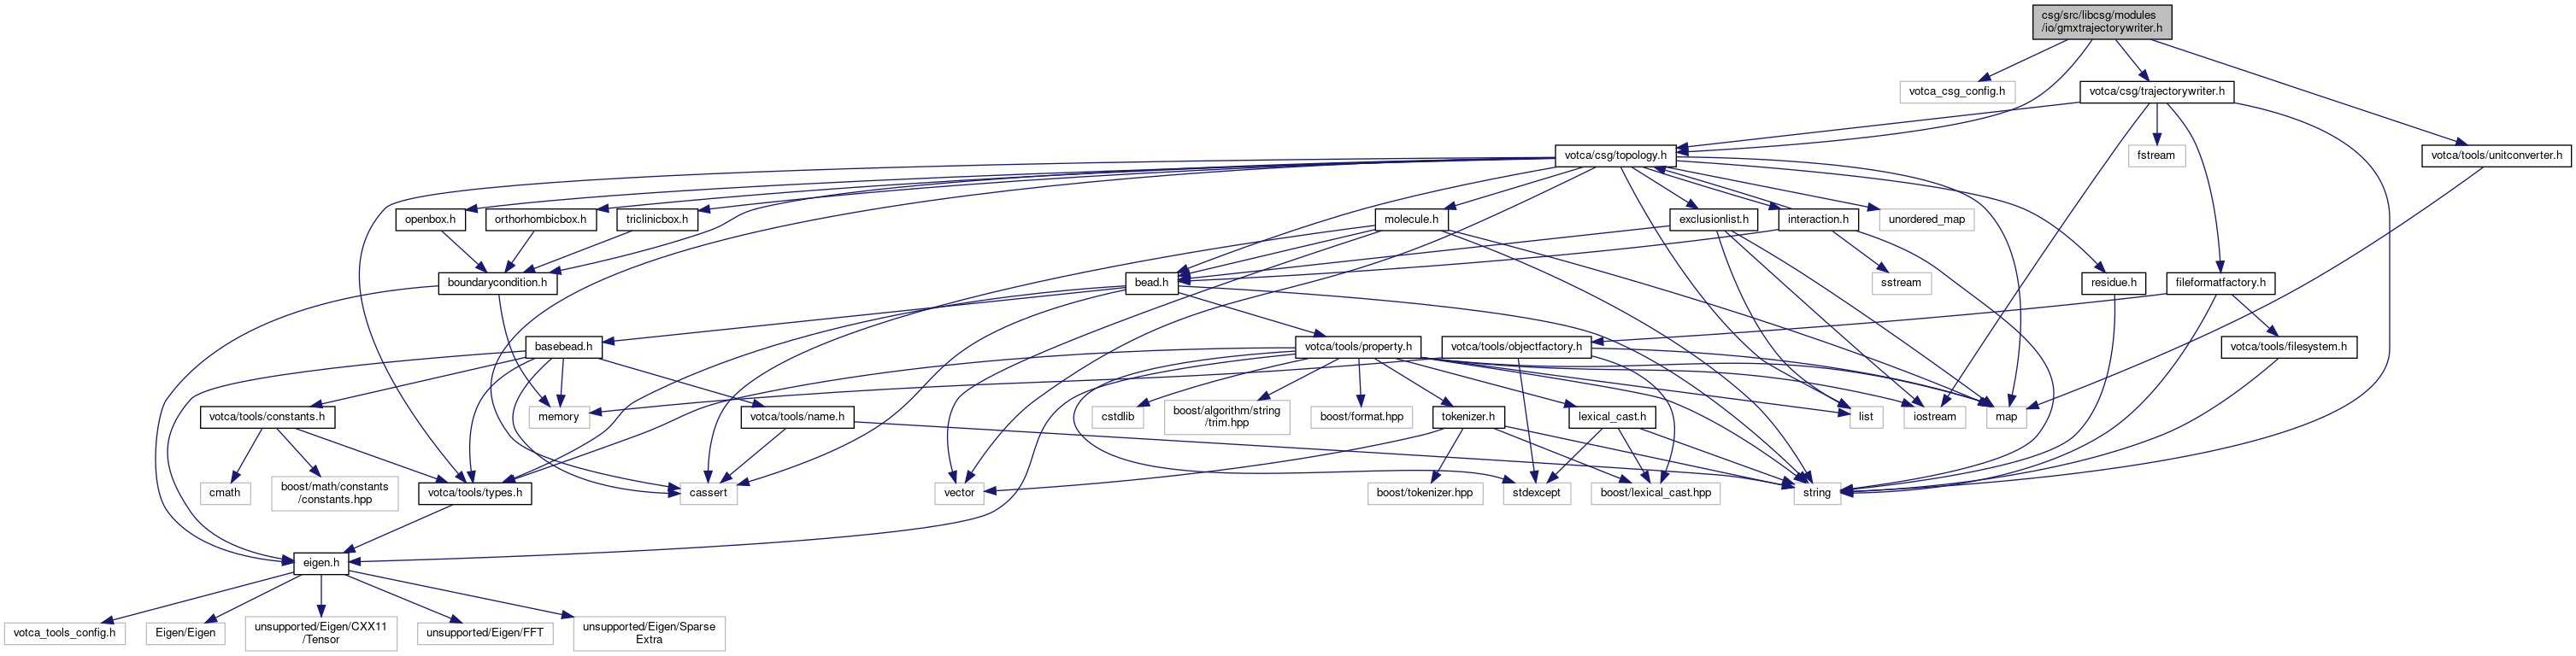 csg/src/libcsg/modules
/io/gmxtrajectorywriter.h
votca_csg_config.h
votca/csg/trajectorywriter.h
votca/csg/topology.h
fstream
votca/tools/unitconverter.h
openbox.h
orthorhombicbox.h
triclinicbox.h
molecule.h
exclusionlist.h
interaction.h
unordered_map
boundarycondition.h
bead.h
sstream
residue.h
fileformatfactory.h
basebead.h
votca/tools/property.h
votca/tools/objectfactory.h
votca/tools/filesystem.h
votca/tools/constants.h
memory
votca/tools/name.h
cstdlib
boost/algorithm/string
/trim.hpp
boost/format.hpp
tokenizer.h
lexical_cast.h
list
iostream
map
cmath
boost/math/constants
/constants.hpp
votca/tools/types.h
cassert
vector
boost/tokenizer.hpp
stdexcept
boost/lexical_cast.hpp
string
eigen.h
votca_tools_config.h
Eigen/Eigen
unsupported/Eigen/CXX11
/Tensor
unsupported/Eigen/FFT
unsupported/Eigen/Sparse
Extra